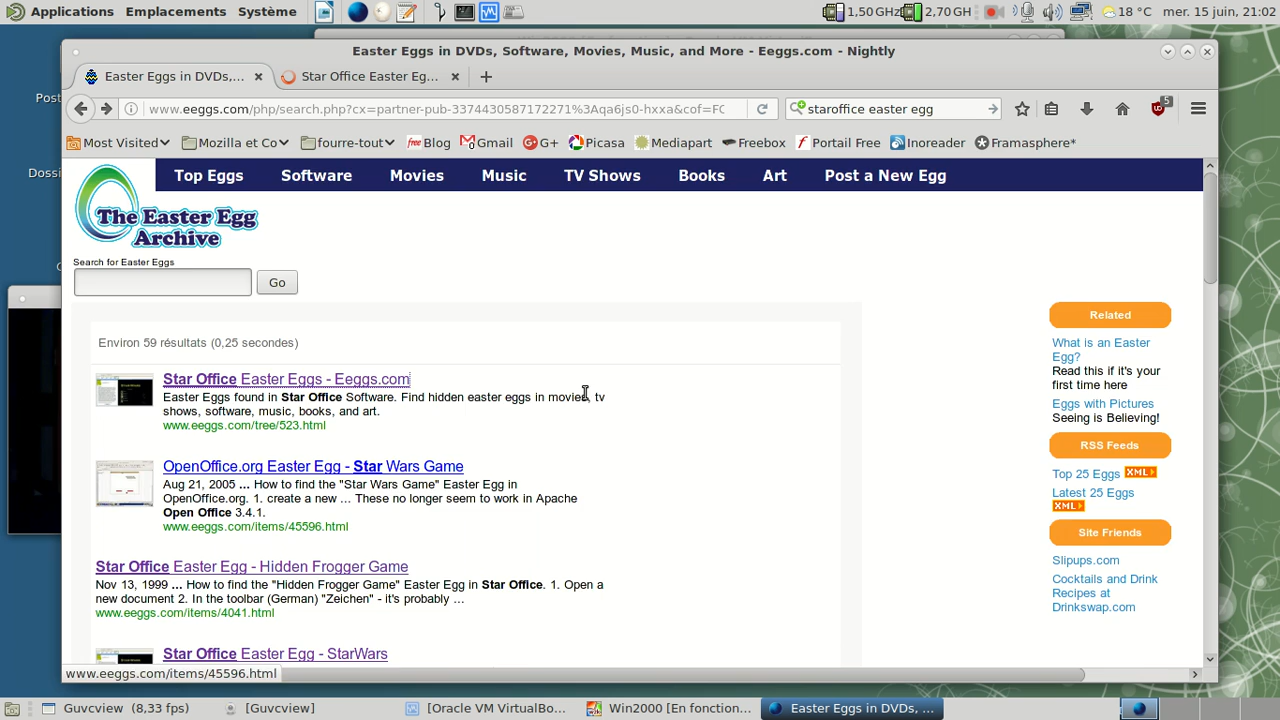 Applications Emplacements Système 1,50 GHz 2,70 GH 18 °C mer. 15 juin, 21:02
Easter Eggs in DVDs, Software, Movies, Music, and More - Eeggs.com - Nightly
Easter Eggs in DVDs,... Star Office Easter Eg...
www.eeggs.com/php/search.php?cx=partner-pub-3374430587172271%3Aqa6js0-hxxa&cof=FC staroffice easter egg 5
Most Visited Mozilla et Co fourre-tout Blog Gmail G+ Picasa Mediapart Freebox Portail Free Inoreader Framasphere*
Post
Dossi
Top Eggs Software Movies Music TV Shows Books Art Post a New Egg
The Easter Egg
Archive
Search for Easter Eggs
Go
Environ 59 résultats (0,25 secondes)
Star Office Easter Eggs - Eeggs.com
Easter Eggs found in Star Office Software. Find hidden easter eggs in movies, tv
shows, software, music, books, and art.
www.eeggs.com/tree/523.html
OpenOffice.org Easter Egg - Star Wars Game
Aug 21, 2005 ... How to find the "Star Wars Game" Easter Egg in
OpenOffice.org. 1. create a new ... These no longer seem to work in Apache
Open Office 3.4.1.
www.eeggs.com/items/45596.html
Star Office Easter Egg - Hidden Frogger Game
Nov 13, 1999 ... How to find the "Hidden Frogger Game" Easter Egg in Star Office. 1. Open a
new document 2. In the toolbar (German) "Zeichen" - it's probably ...
www.eeggs.com/items/4041.html
Star Office Easter Egg - StarWars
Related
What is an Easter
Egg?
Read this if it's your
first time here
Eggs with Pictures
Seeing is Believing!
RSS Feeds
Top 25 Eggs XML
Latest 25 Eggs
XML
Site Friends
Slipups.com
Cocktails and Drink
Recipes at
Drinkswap.com
www.eeggs.com/items/45596.html
Guvcview (8,33 fps) [Guvcview] [Oracle VM VirtualBo... Win2000 [En fonction... Easter Eggs in DVDs, ...